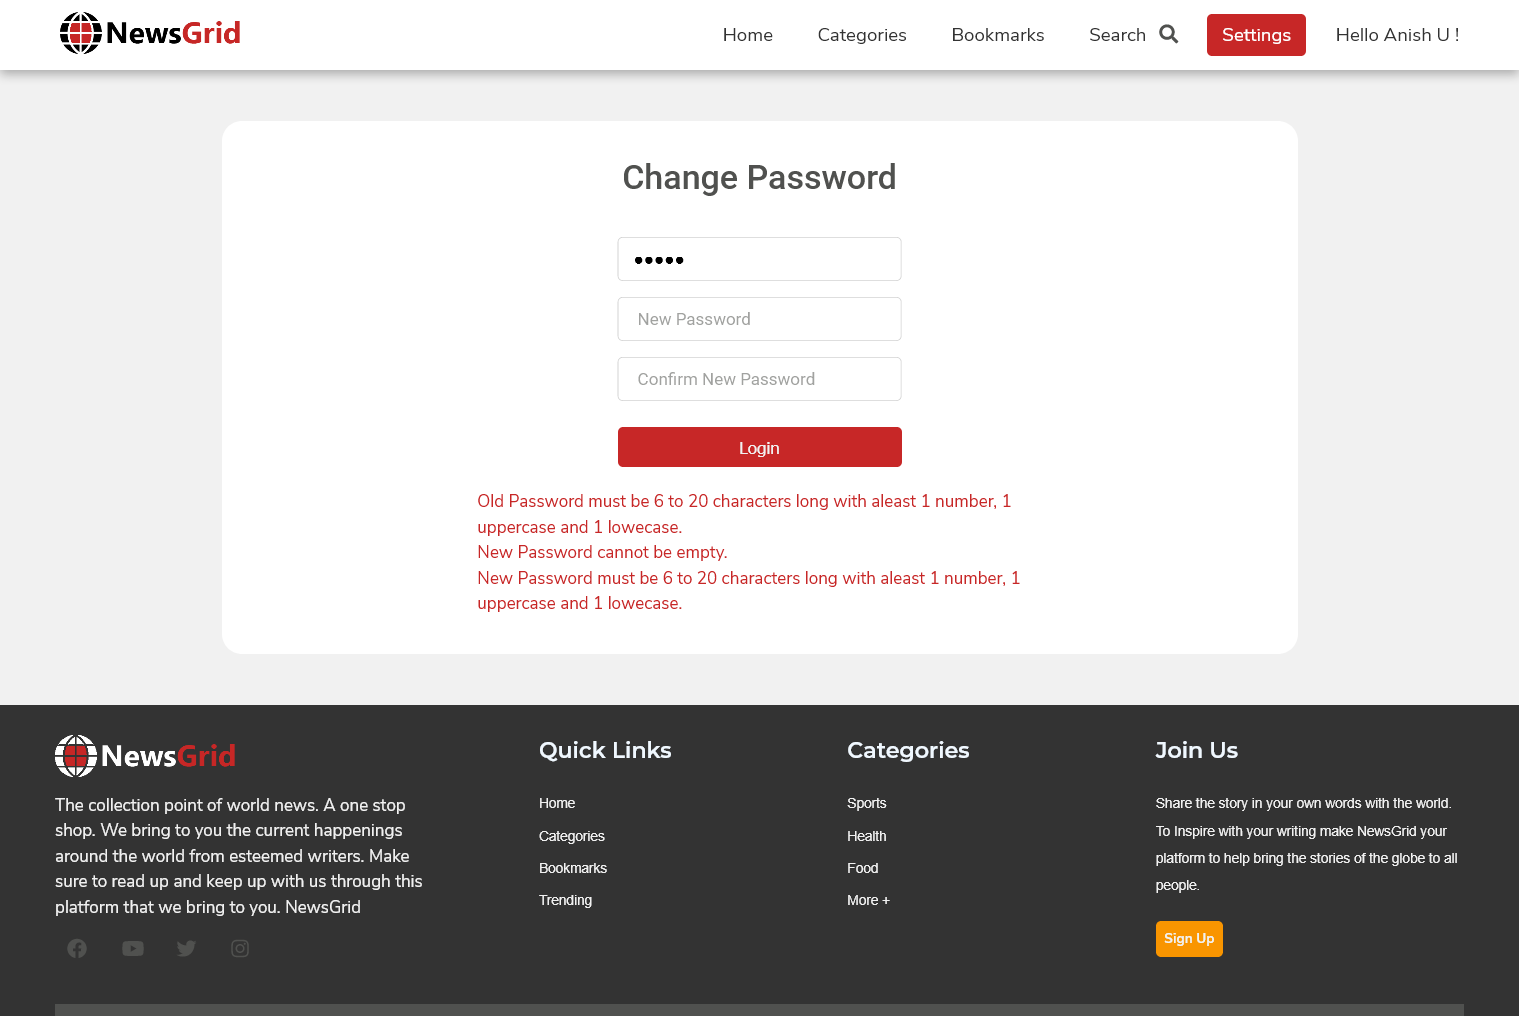 NewsGrid
Home Categories Bookmarks Search Settings Hello Anish U !
Change Password
•••••
New Password
Confirm New Password
Login
Old Password must be 6 to 20 characters long with aleast 1 number, 1
uppercase and 1 lowecase.
New Password cannot be empty.
New Password must be 6 to 20 characters long with aleast 1 number, 1
uppercase and 1 lowecase.
NewsGrid
The collection point of world news. A one stop
shop. We bring to you the current happenings
around the world from esteemed writers. Make
sure to read up and keep up with us through this
platform that we bring to you. NewsGrid
Quick Links
Home
Categories
Bookmarks
Trending
Categories
Sports
Health
Food
More +
Join Us
Share the story in your own words with the world.
To Inspire with your writing make NewsGrid your
platform to help bring the stories of the globe to all
people.
Sign Up